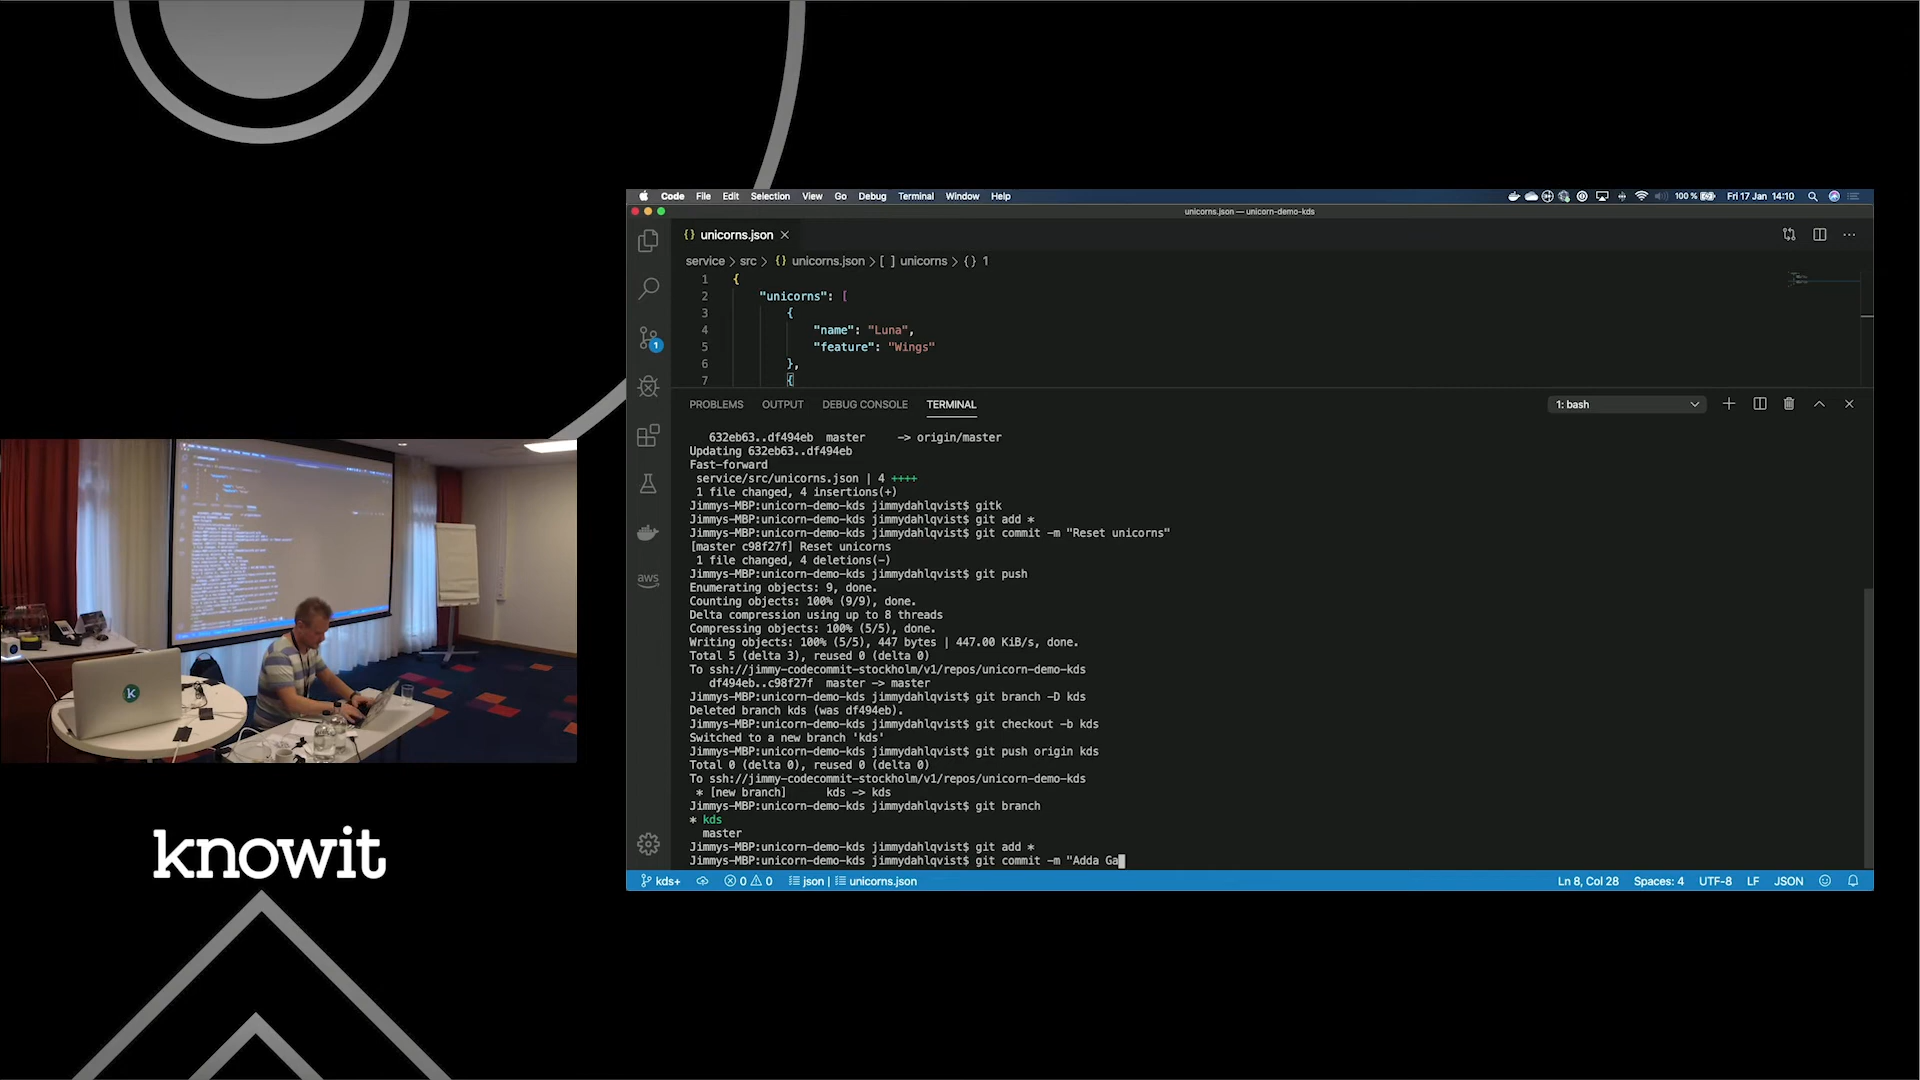 Code File Edit Selection View Go Debug Terminal Window Help
100 % Fri 17 Jan 14:10
unicorns.json — unicorn-demo-kds
{} unicorns.json ×
service > src > {} unicorns.json > [ ] unicorns > {} 1
1 {
2 "unicorns": [
3 {
4 "name": "Luna",
5 "feature": "Wings"
6 },
7 {
1
PROBLEMS OUTPUT DEBUG CONSOLE TERMINAL
1: bash
632eb63..df494eb master -> origin/master
Updating 632eb63..df494eb
Fast-forward
service/src/unicorns.json | 4 ++++
1 file changed, 4 insertions(+)
Jimmys-MBP:unicorn-demo-kds jimmydahlqvist$ gitk
Jimmys-MBP:unicorn-demo-kds jimmydahlqvist$ git add *
Jimmys-MBP:unicorn-demo-kds jimmydahlqvist$ git commit -m "Reset unicorns"
[master c98f27f] Reset unicorns
1 file changed, 4 deletions(-)
Jimmys-MBP:unicorn-demo-kds jimmydahlqvist$ git push
Enumerating objects: 9, done.
Counting objects: 100% (9/9), done.
Delta compression using up to 8 threads
Compressing objects: 100% (5/5), done.
Writing objects: 100% (5/5), 447 bytes | 447.00 KiB/s, done.
Total 5 (delta 3), reused 0 (delta 0)
To ssh://jimmy-codecommit-stockholm/v1/repos/unicorn-demo-kds
df494eb..c98f27f master -> master
Jimmys-MBP:unicorn-demo-kds jimmydahlqvist$ git branch -D kds
Deleted branch kds (was df494eb).
Jimmys-MBP:unicorn-demo-kds jimmydahlqvist$ git checkout -b kds
Switched to a new branch 'kds'
Jimmys-MBP:unicorn-demo-kds jimmydahlqvist$ git push origin kds
Total 0 (delta 0), reused 0 (delta 0)
To ssh://jimmy-codecommit-stockholm/v1/repos/unicorn-demo-kds
* [new branch] kds -> kds
Jimmys-MBP:unicorn-demo-kds jimmydahlqvist$ git branch
* kds
master
Jimmys-MBP:unicorn-demo-kds jimmydahlqvist$ git add *
Jimmys-MBP:unicorn-demo-kds jimmydahlqvist$ git commit -m "Adda Ga
aws
kds+ 0 0 json | unicorns.json
Ln 8, Col 28 Spaces: 4 UTF-8 LF JSON
k
knowit